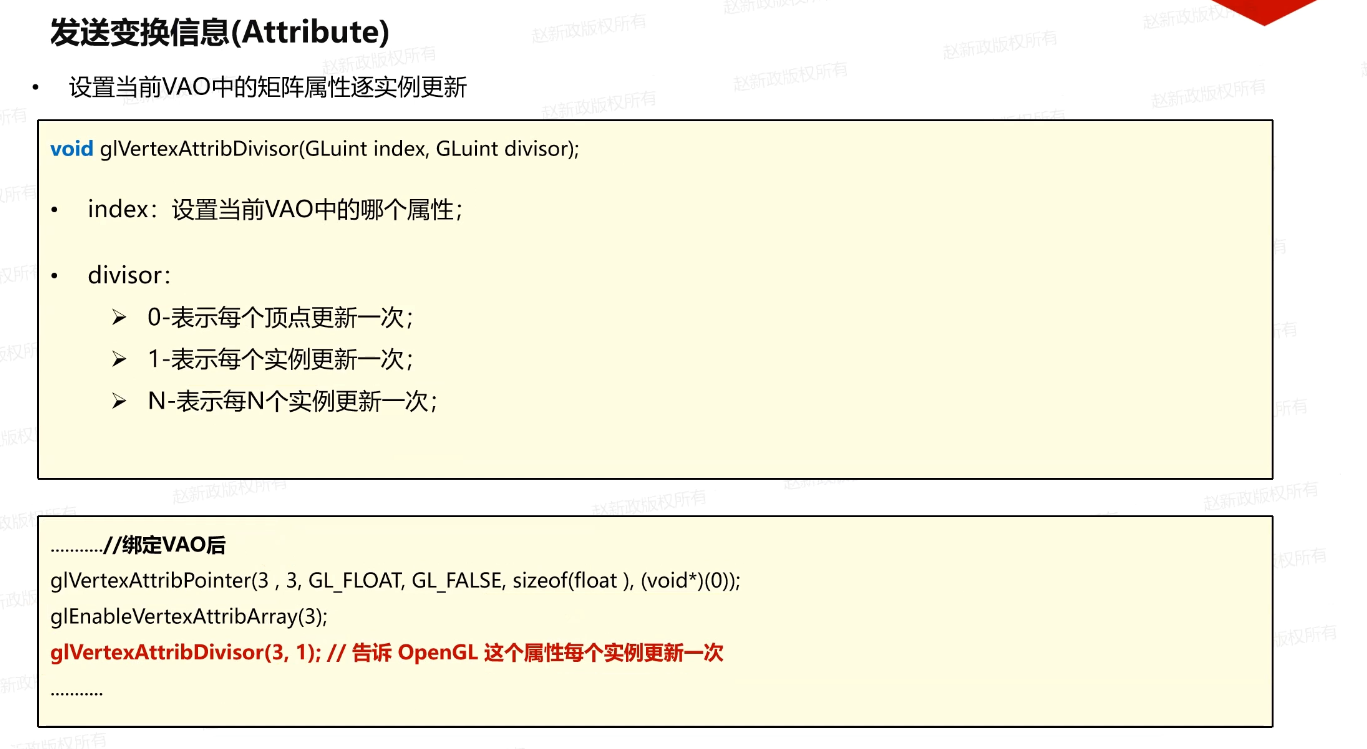 发送变换信息(Attribute)
• 设置当前VAO中的矩阵属性逐实例更新
void glVertexAttribDivisor(GLuint index, GLuint divisor);
• index：设置当前VAO中的哪个属性；
• divisor：
➢ 0-表示每个顶点更新一次；
➢ 1-表示每个实例更新一次；
➢ N-表示每N个实例更新一次；
...........//绑定VAO后
glVertexAttribPointer(3 , 3, GL_FLOAT, GL_FALSE, sizeof(float ), (void*)(0));
glEnableVertexAttribArray(3);
glVertexAttribDivisor(3, 1); // 告诉 OpenGL 这个属性每个实例更新一次
...........
赵新政版权所有